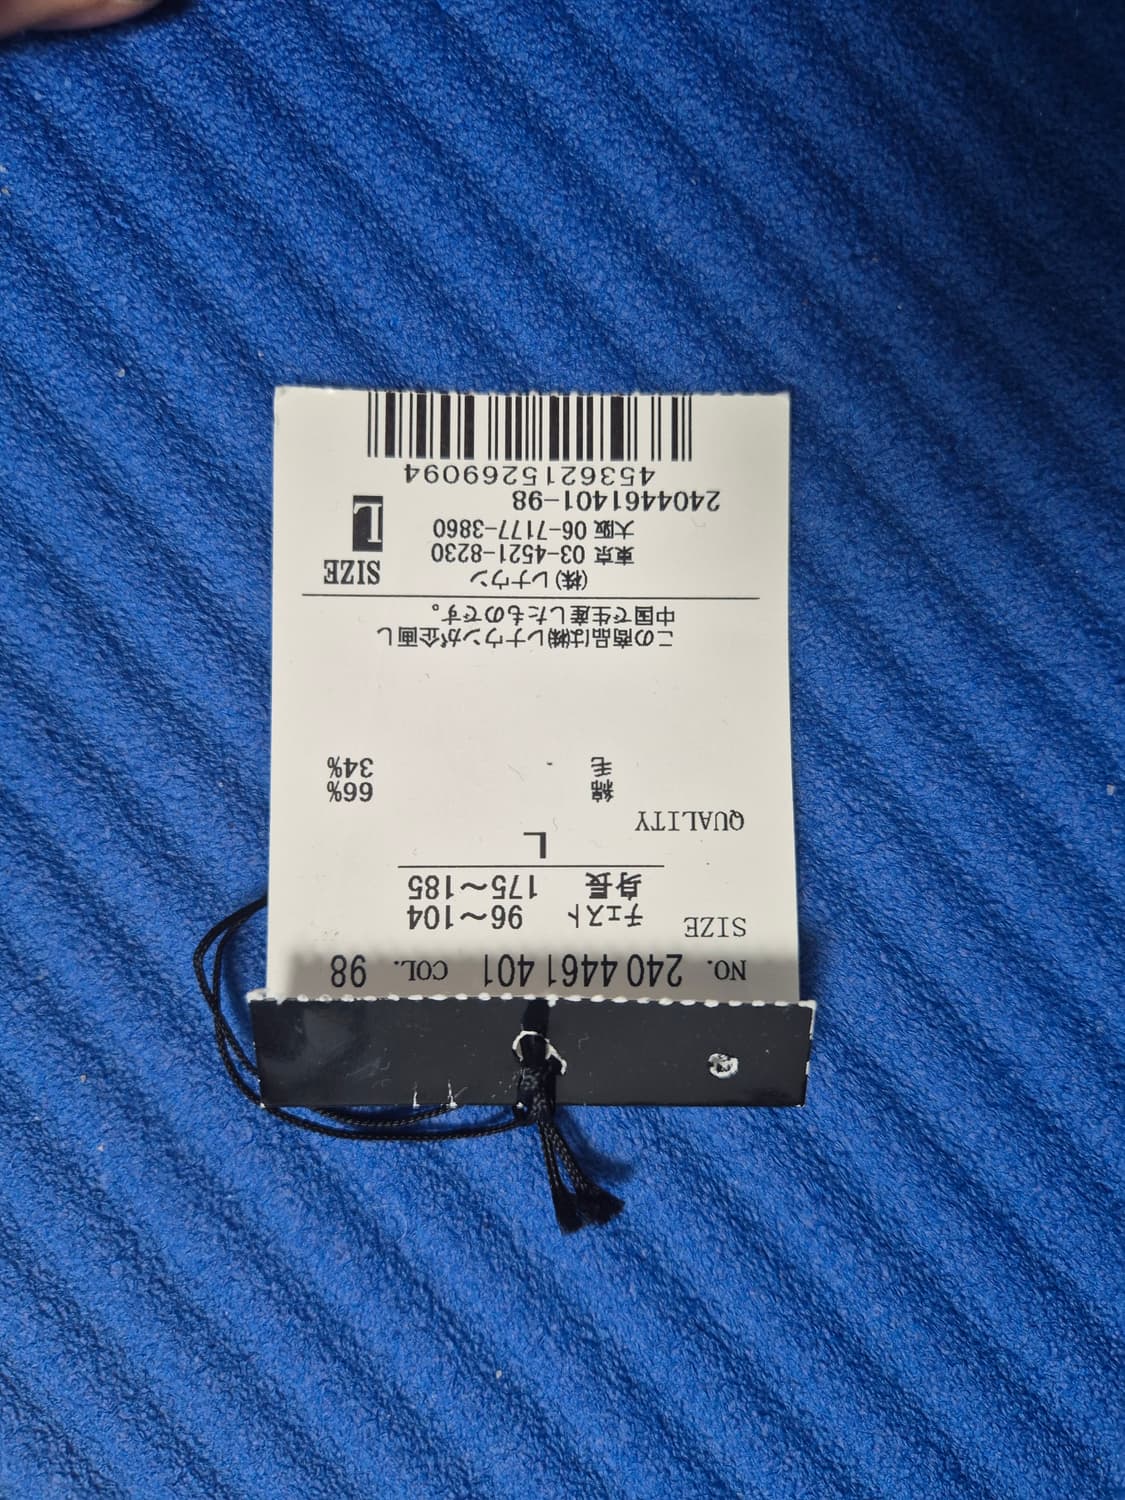 NO. 240 4461 401 COL. 98
SIZE チェスト 96〜104
身長 175〜185
L
QUALITY
綿 66%
毛 34%
この商品は㈱レナウンが企画し
中国で生産したものです。
(株)レナウン
東京 03-4521-8230
大阪 06-7177-3860
SIZE
L
2404461401-98
4536215269094